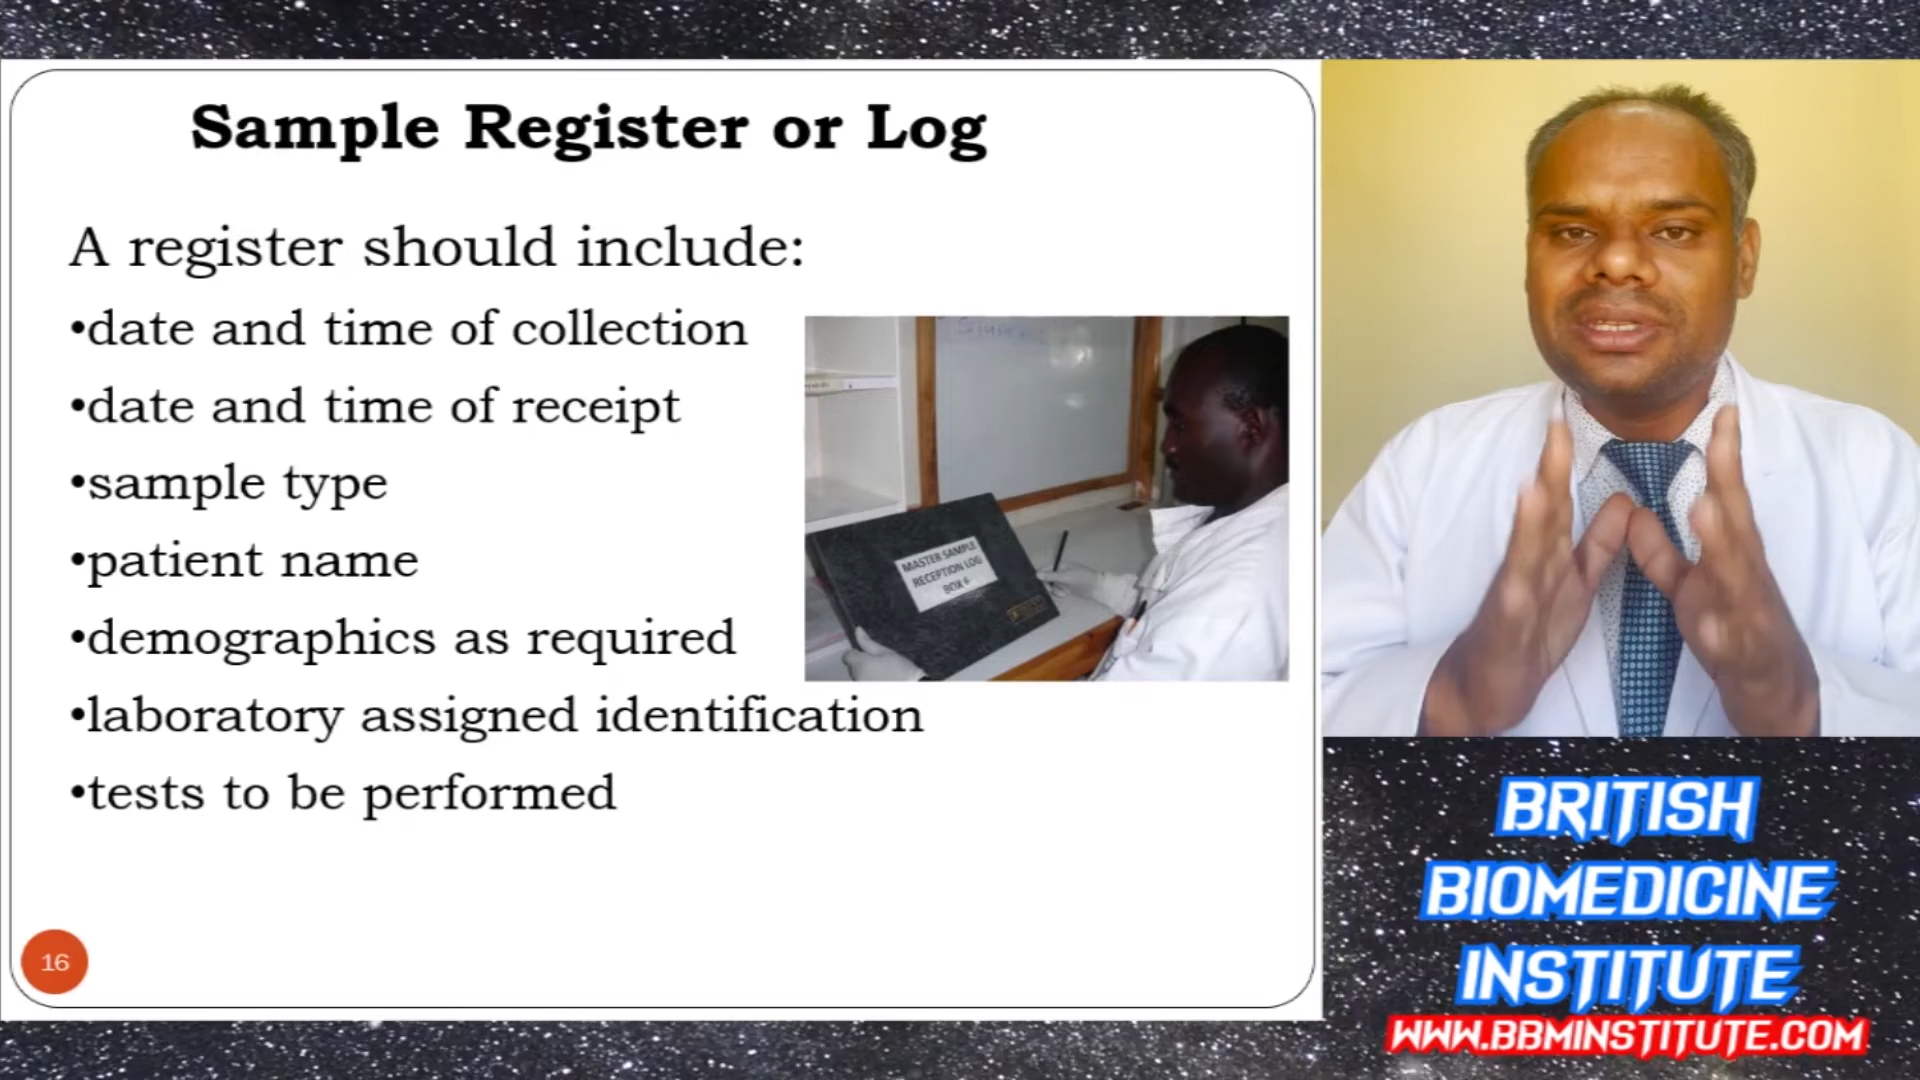 Sample Register or Log
A register should include:
•date and time of collection
•date and time of receipt
•sample type
•patient name
•demographics as required
•laboratory assigned identification
•tests to be performed
MASTER SAMPLE
RECEPTION LOG
BOX 6
16
BRITISH
BIOMEDICINE
INSTITUTE
WWW.BBMINSTITUTE.COM